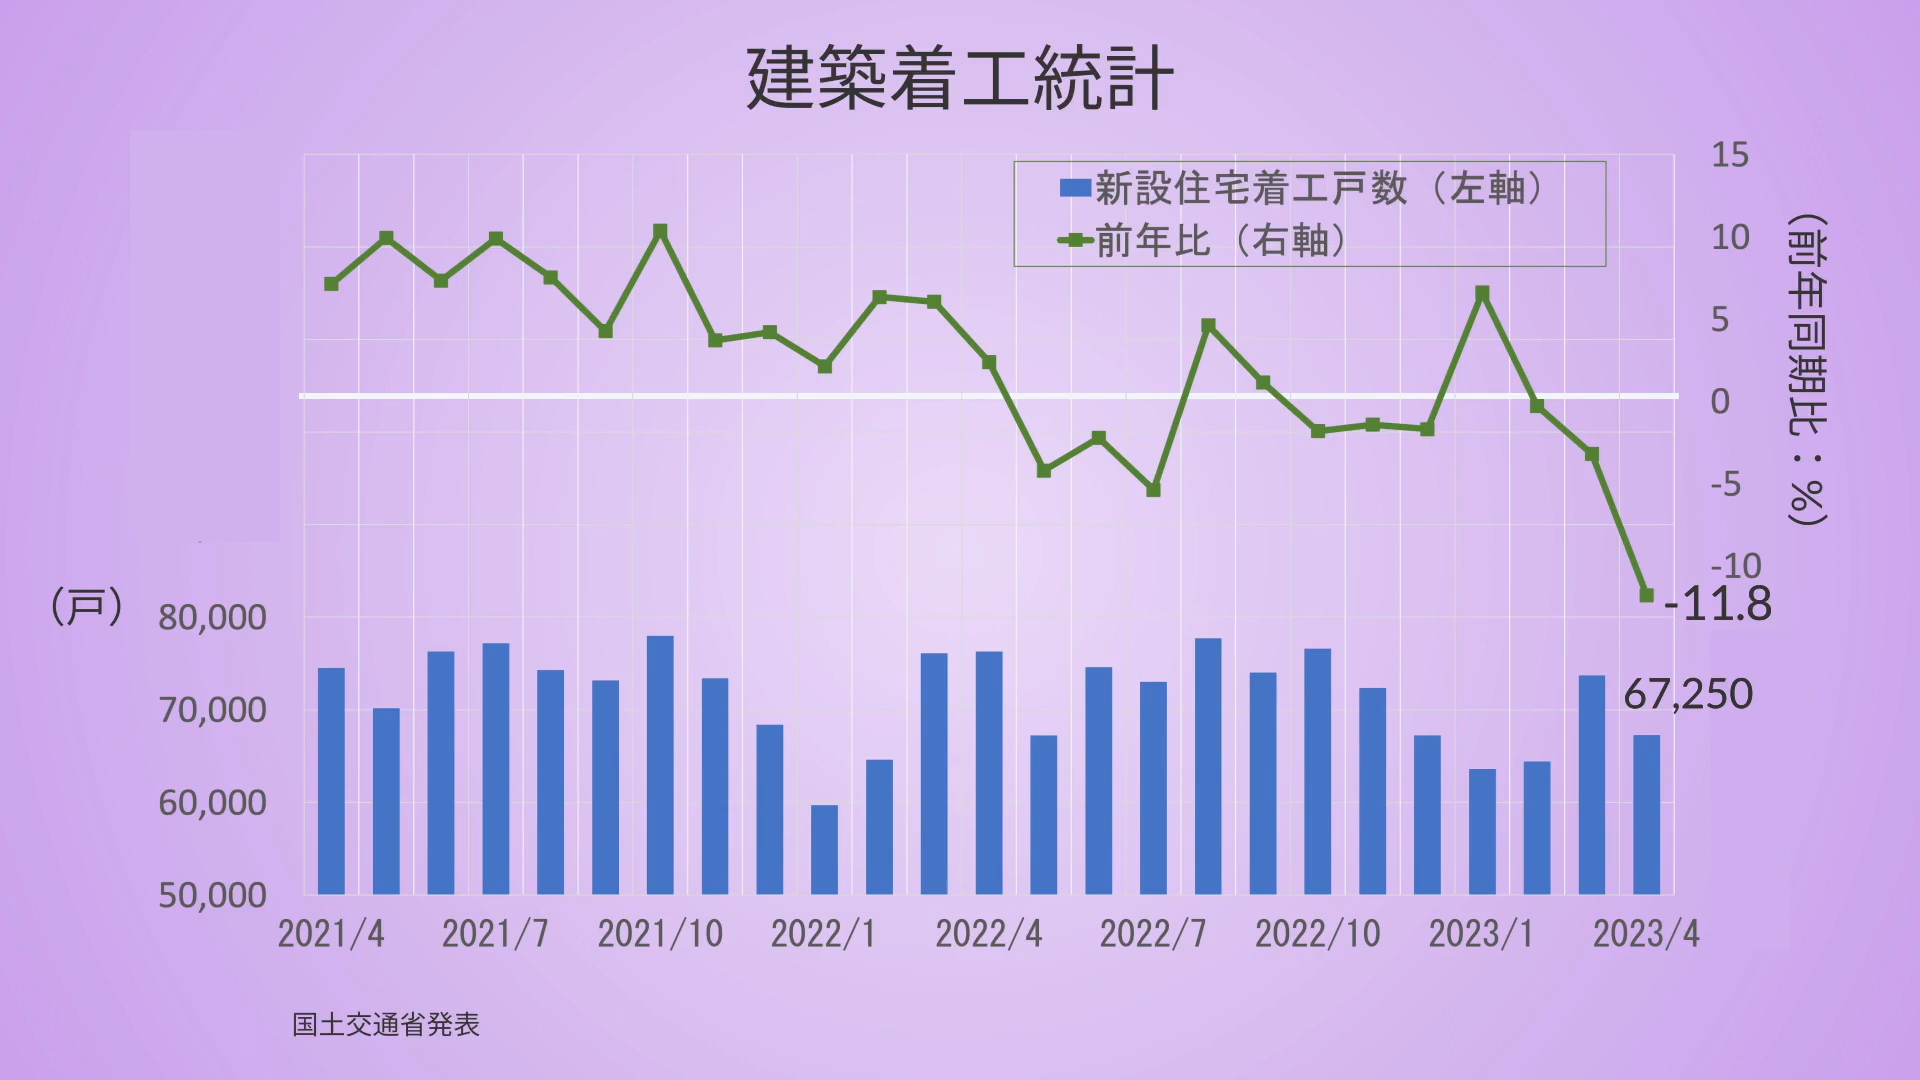 建築着工統計
新設住宅着工戸数（左軸）
前年比（右軸）
15
10
5
0
-5
-10
（前年同期比：％）
-11.8
（戸）
80,000
70,000
60,000
50,000
67,250
2021/4 2021/7 2021/10 2022/1 2022/4 2022/7 2022/10 2023/1 2023/4
国土交通省発表